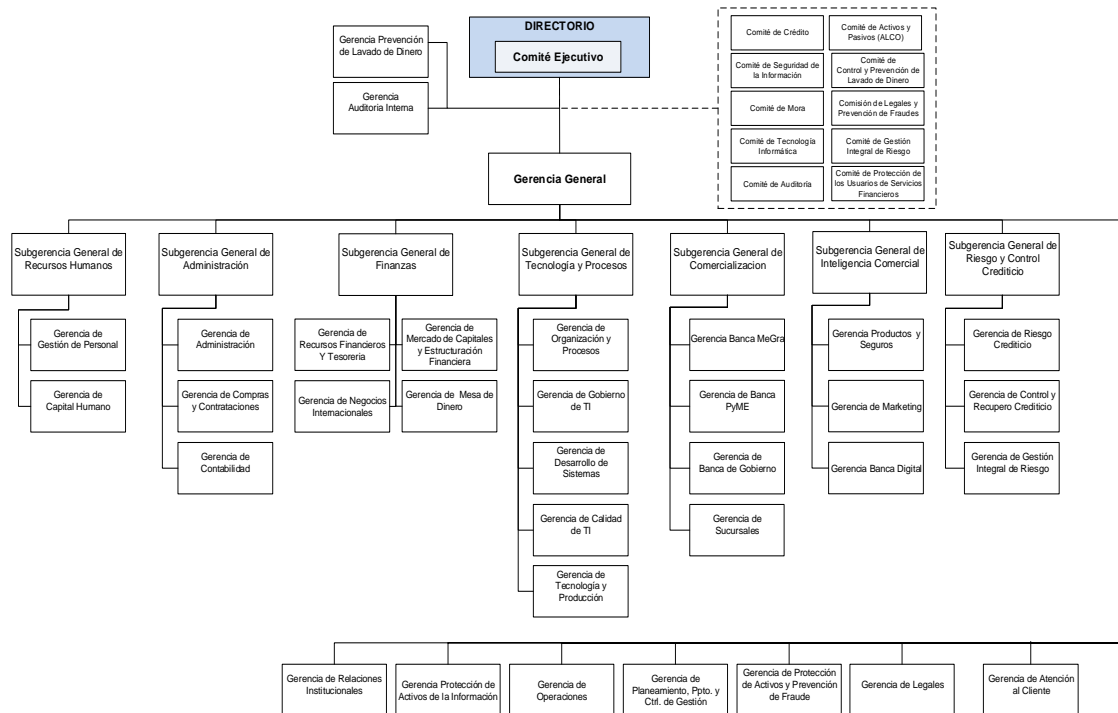 DIRECTORIO
Comité Ejecutivo
Gerencia Prevención
de Lavado de Dinero
Gerencia
Auditoria Interna
Comité de Crédito
Comité de Activos y
Pasivos (ALCO)
Comité de Seguridad de
la Información
Comité de
Control y Prevención de
Lavado de Dinero
Comité de Mora
Comisión de Legales y
Prevención de Fraudes
Comité de Tecnología
Informática
Comité de Gestión
Integral de Riesgo
Comité de Auditoría
Comité de Protección de
los Usuarios de Servicios
Financieros
Gerencia General
Subgerencia General de
Recursos Humanos
Subgerencia General de
Administración
Subgerencia General de
Finanzas
Subgerencia General de
Tecnología y Procesos
Subgerencia General de
Comercializacion
Subgerencia General de
Inteligencia Comercial
Subgerencia General de
Riesgo y Control
Crediticio
Gerencia de
Gestión de Personal
Gerencia de
Capital Humano
Gerencia de
Administración
Gerencia de Compras
y Contrataciones
Gerencia de
Contabilidad
Gerencia de
Recursos Financieros
Y Tesoreria
Gerencia de
Mercado de Capitales
y Estructuración
Financiera
Gerencia de Negocios
Internacionales
Gerencia de Mesa de
Dinero
Gerencia de
Organización y
Procesos
Gerencia de Gobierno
de TI
Gerencia de
Desarrollo de
Sistemas
Gerencia de Calidad
de TI
Gerencia de
Tecnología y
Producción
Gerencia Banca MeGra
Gerencia de Banca
PyME
Gerencia de
Banca de Gobierno
Gerencia de
Sucursales
Gerencia Productos y
Seguros
Gerencia de Marketing
Gerencia Banca Digital
Gerencia de Riesgo
Crediticio
Gerencia de Control y
Recupero Crediticio
Gerencia de Gestión
Integral de Riesgo
Gerencia de Relaciones
Institucionales
Gerencia Protección de
Activos de la Información
Gerencia de
Operaciones
Gerencia de
Planeamiento, Ppto. y
Ctrl. de Gestión
Gerencia de Protección
de Activos y Prevención
de Fraude
Gerencia de Legales
Gerencia de Atención
al Cliente